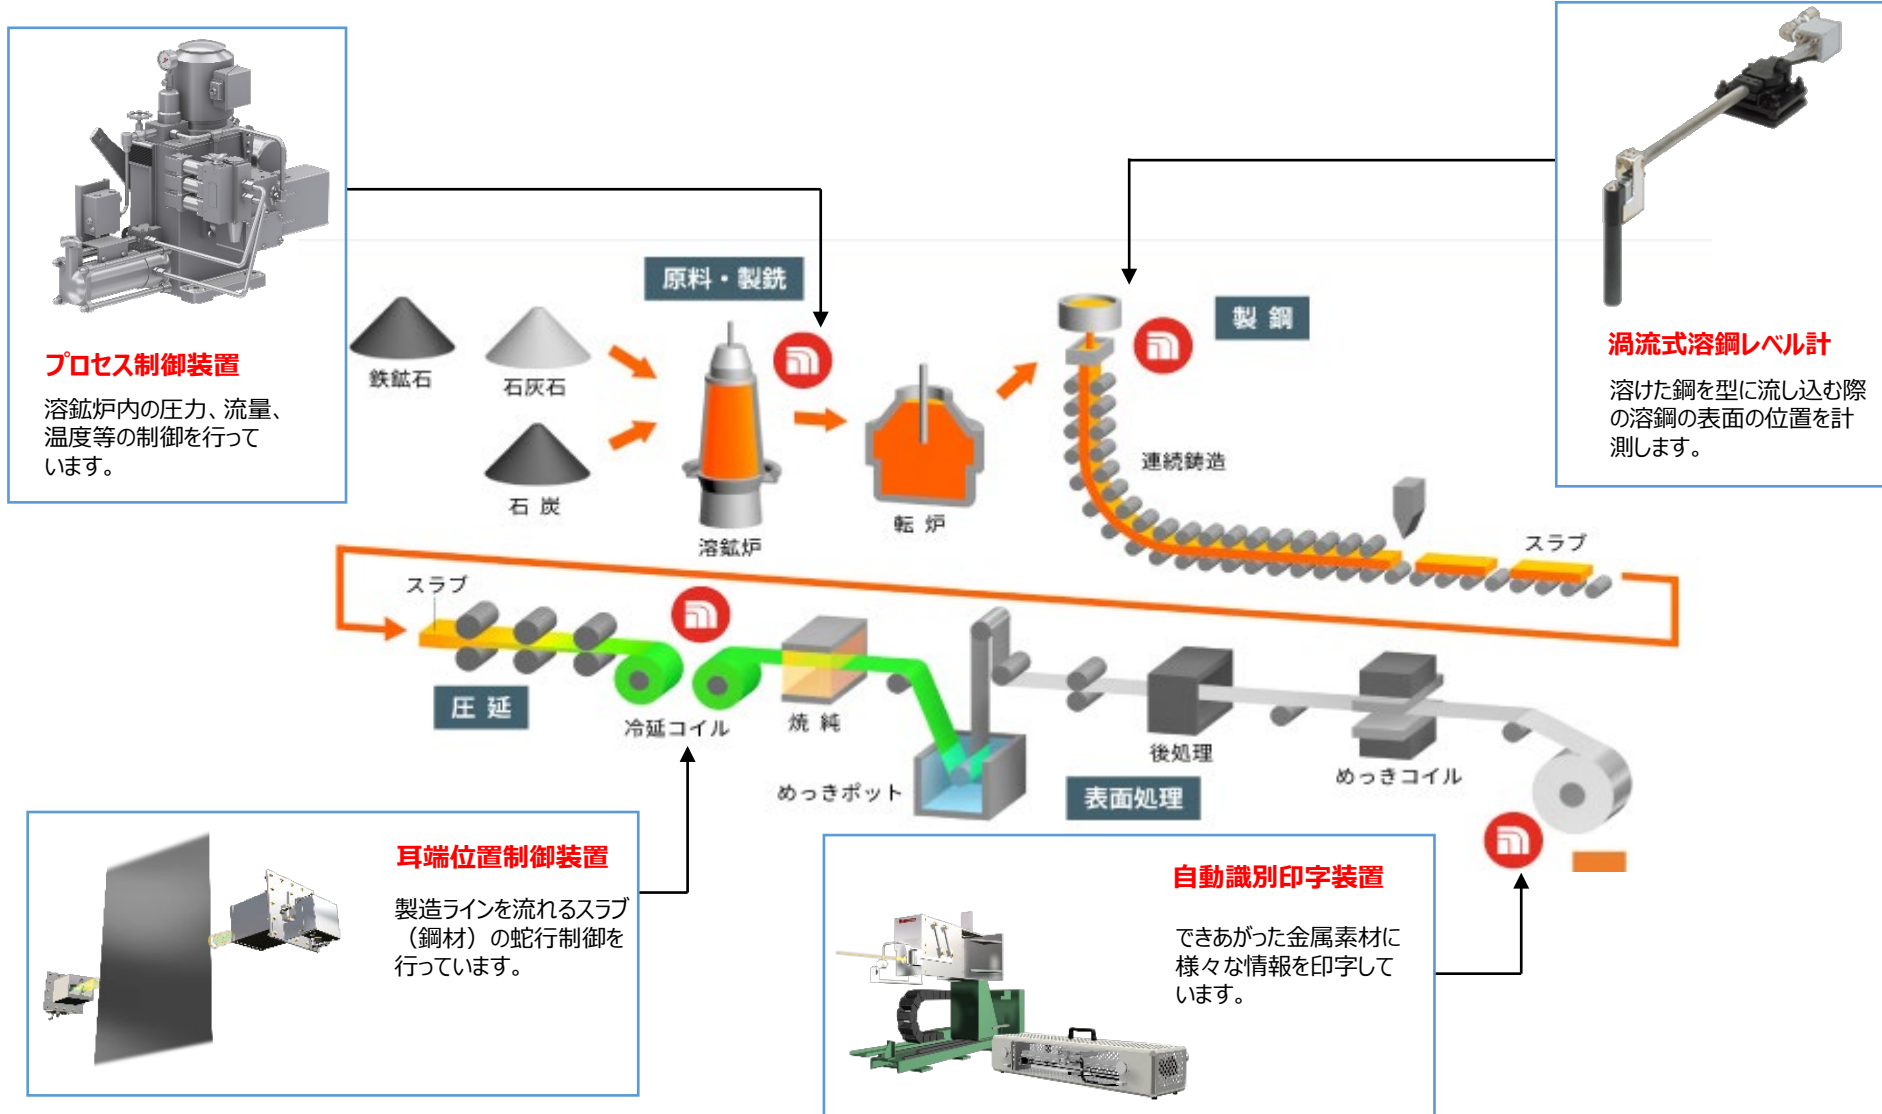 プロセス制御装置
溶鉱炉内の圧力、流量、
温度等の制御を行って
います。
渦流式溶鋼レベル計
溶けた鋼を型に流し込む際
の溶鋼の表面の位置を計
測します。
原料・製銑
鉄鉱石
石灰石
石 炭
溶鉱炉
転 炉
製 鋼
連続鋳造
スラブ
スラブ
圧 延
冷延コイル
焼 純
めっきポット
表面処理
後処理
めっきコイル
耳端位置制御装置
製造ラインを流れるスラブ
（鋼材）の蛇行制御を
行っています。
自動識別印字装置
できあがった金属素材に
様々な情報を印字して
います。